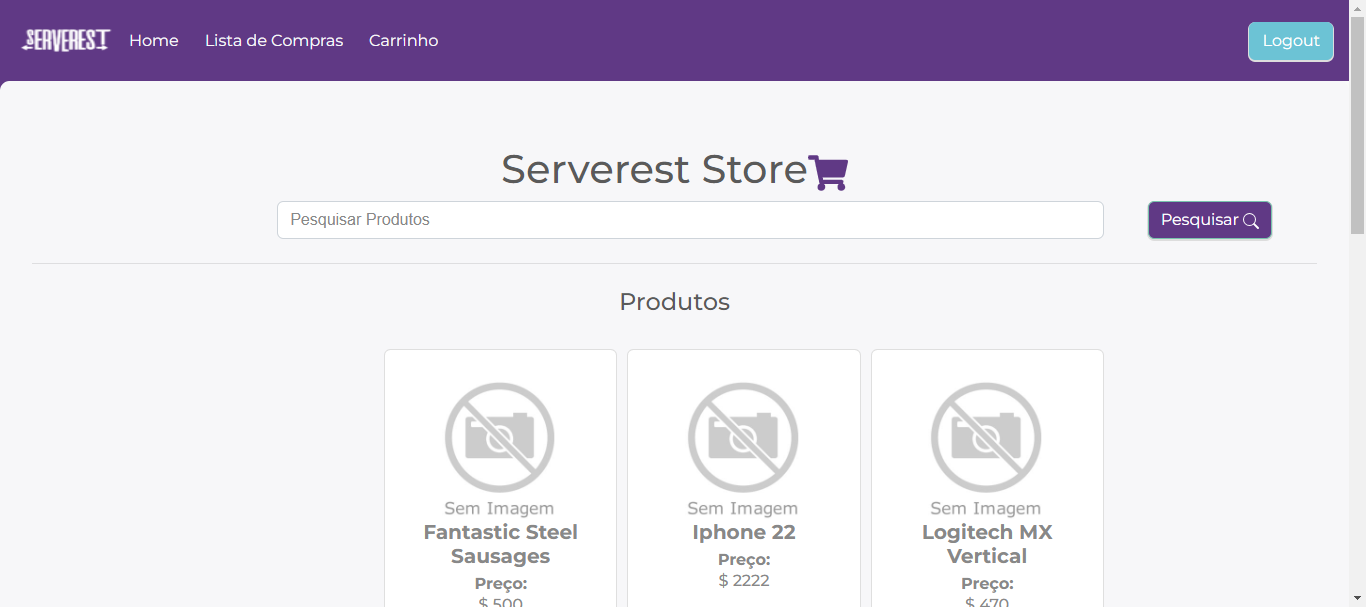 SERVEREST Home Lista de Compras Carrinho Logout
Serverest Store
Pesquisar Produtos Pesquisar
Produtos
Sem Imagem Sem Imagem Sem Imagem
Fantastic Steel Sausages
Preço:
$ 500
Iphone 22
Preço:
$ 2222
Logitech MX Vertical
Preço:
$ 470